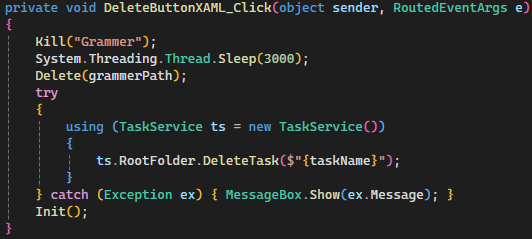 private void DeleteButtonXAML_Click(object sender, RoutedEventArgs e)
{
    Kill("Grammer");
    System.Threading.Thread.Sleep(3000);
    Delete(grammerPath);
    try
    {
        using (TaskService ts = new TaskService())
        {
            ts.RootFolder.DeleteTask($"{taskName}");
        }
    } catch (Exception ex) { MessageBox.Show(ex.Message); }
    Init();
}